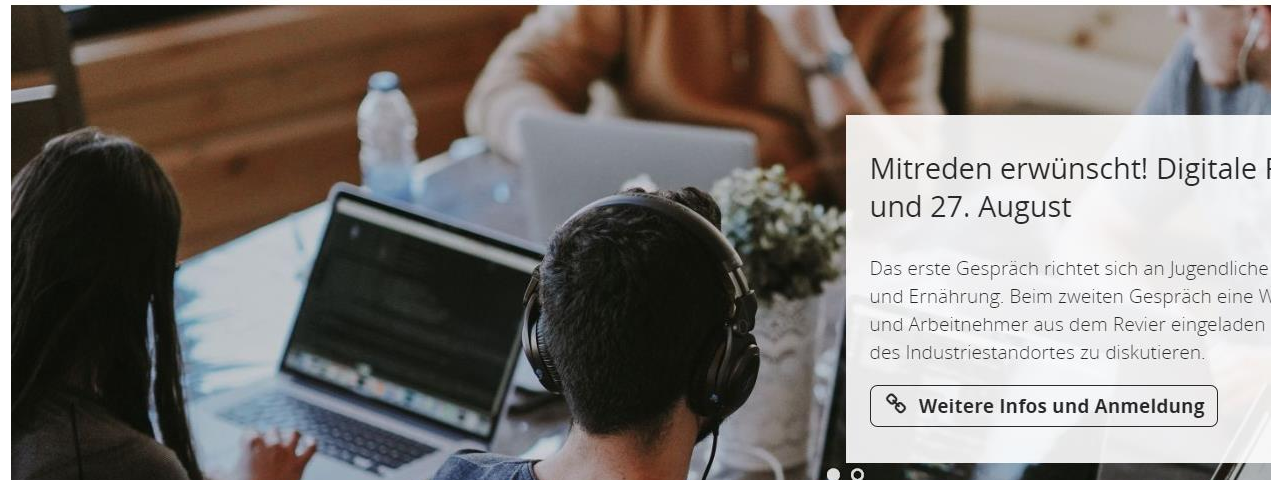 Mitreden erwünscht! Digitale
und 27. August
Das erste Gespräch richtet sich an Jugendliche
und Ernährung. Beim zweiten Gespräch eine
und Arbeitnehmer aus dem Revier eingeladen
des Industriestandortes zu diskutieren.
Weitere Infos und Anmeldung